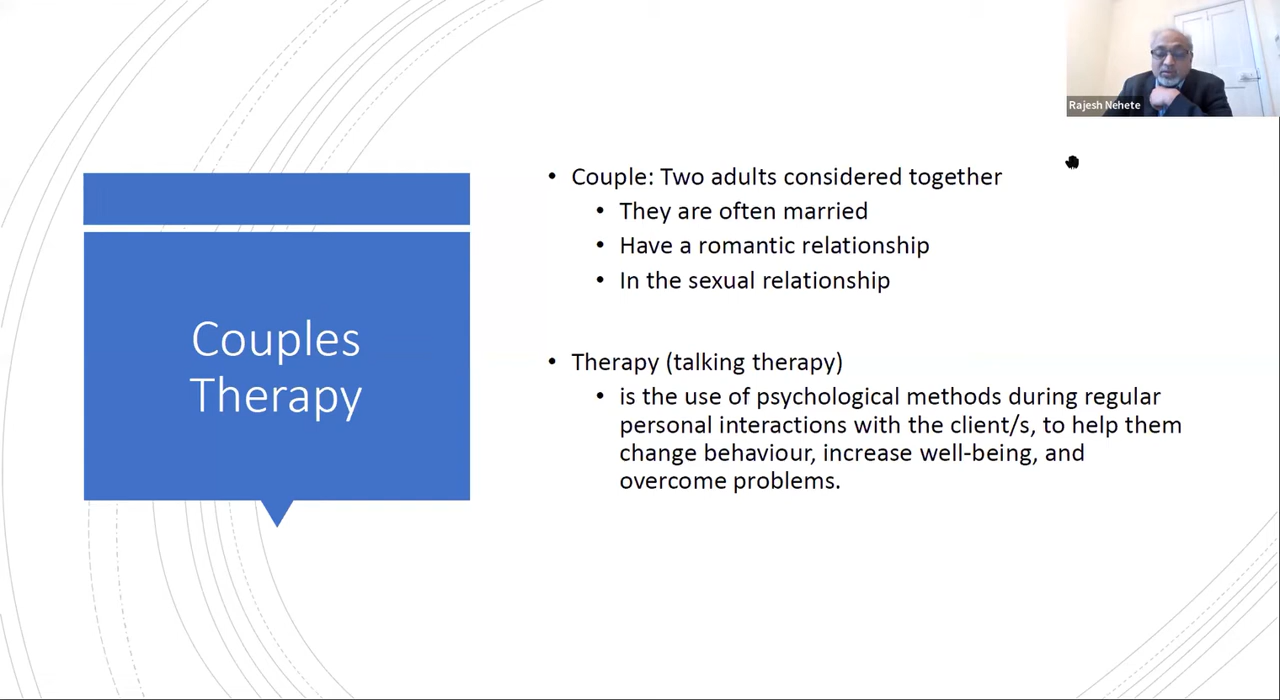 Rajesh Nehete
Couples
Therapy
• Couple: Two adults considered together
• They are often married
• Have a romantic relationship
• In the sexual relationship
• Therapy (talking therapy)
• is the use of psychological methods during regular
personal interactions with the client/s, to help them
change behaviour, increase well-being, and
overcome problems.